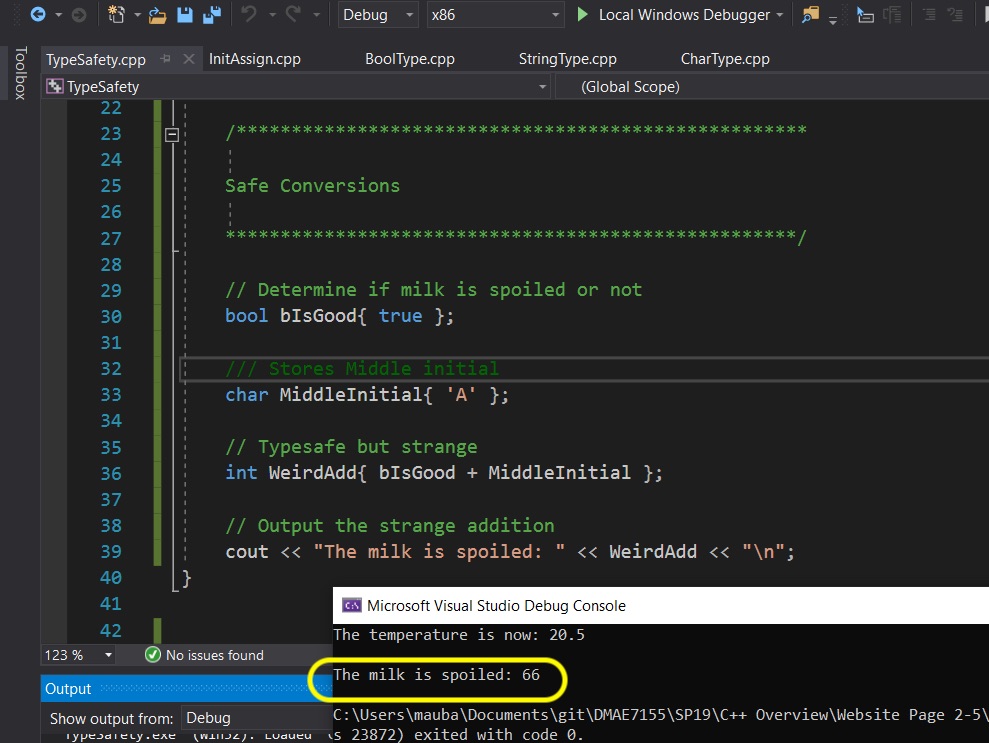 Debug x86 Local Windows Debugger
Toolbox
TypeSafety.cpp InitAssign.cpp BoolType.cpp StringType.cpp CharType.cpp
TypeSafety (Global Scope)
22
23 /****************************************************
24
25 Safe Conversions
26
27 ****************************************************/
28
29 // Determine if milk is spoiled or not
30 bool bIsGood{ true };
31
32 /// Stores Middle initial
33 char MiddleInitial{ 'A' };
34
35 // Typesafe but strange
36 int WeirdAdd{ bIsGood + MiddleInitial };
37
38 // Output the strange addition
39 cout << "The milk is spoiled: " << WeirdAdd << "\n";
40 }
41
42
123 % No issues found
Output
Show output from: Debug
'TypeSafety.exe' (Win32): Loaded
C:\ Microsoft Visual Studio Debug Console
The temperature is now: 20.5
The milk is spoiled: 66
C:\Users\mauba\Documents\git\DMAE7155\SP19\C++ Overview\Website Page 2-5\
s 23872) exited with code 0.